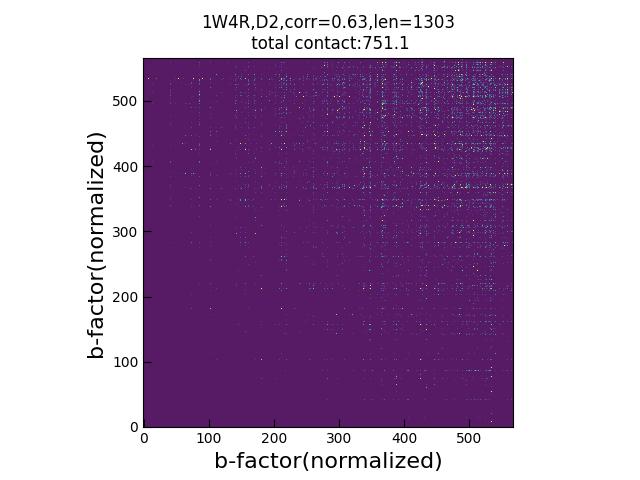 1W4R,D2,corr=0.63,len=1303
total contact:751.1
b-factor(normalized)
500
400
300
200
100
0
0 100 200 300 400 500
b-factor(normalized)